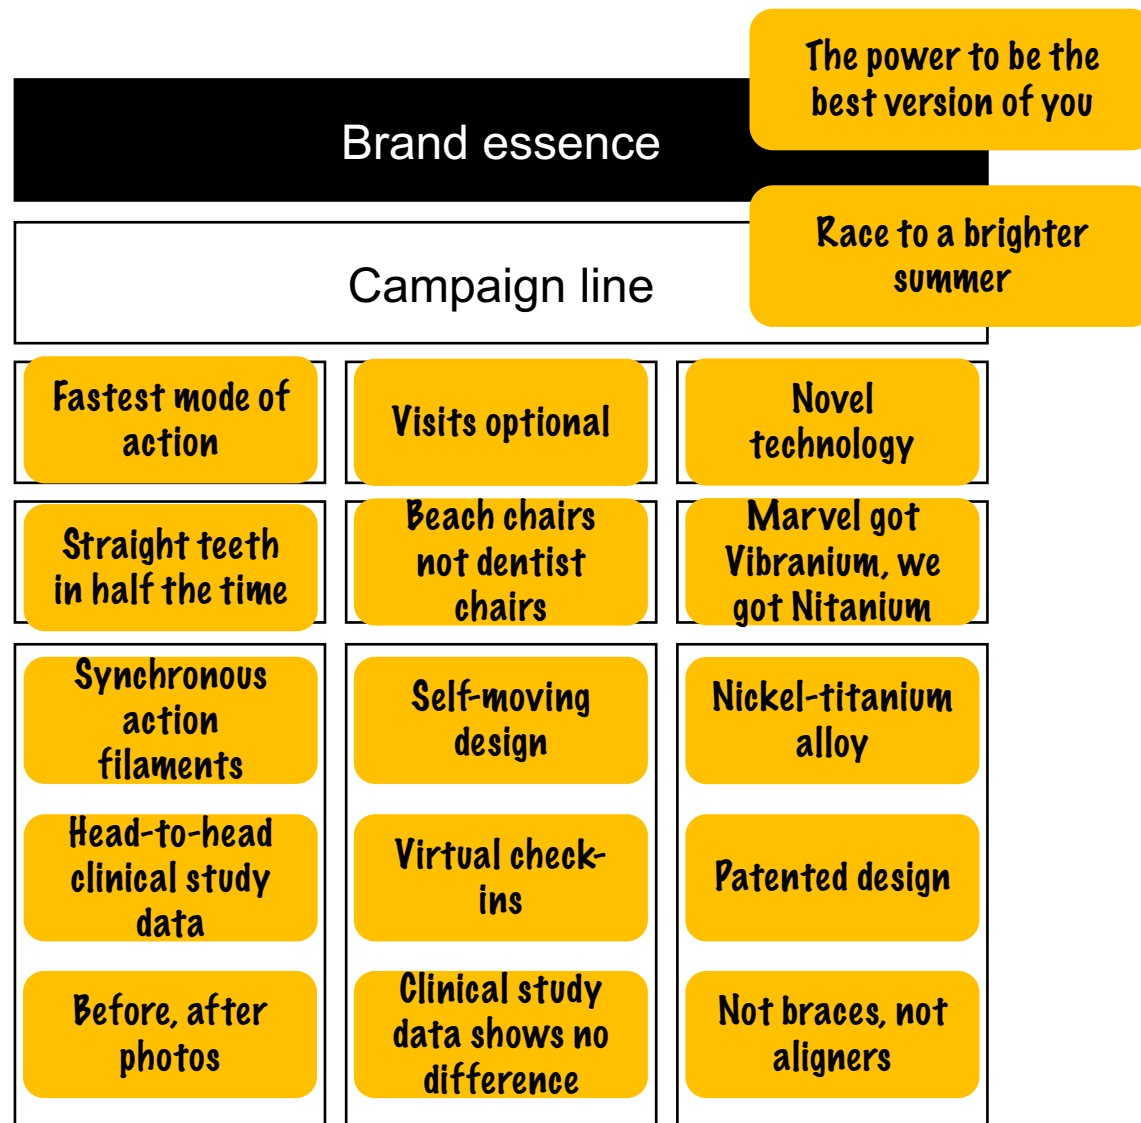 The power to be the
best version of you
Brand essence
Race to a brighter
summer
Campaign line
Fastest mode of
action
Visits optional
Novel
technology
Straight teeth
in half the time
Beach chairs
not dentist
chairs
Marvel got
Vibranium, we
got Nitanium
Synchronous
action
filaments
Self-moving
design
Nickel-titanium
alloy
Head-to-head
clinical study
data
Virtual check-
ins
Patented design
Before, after
photos
Clinical study
data shows no
difference
Not braces, not
aligners